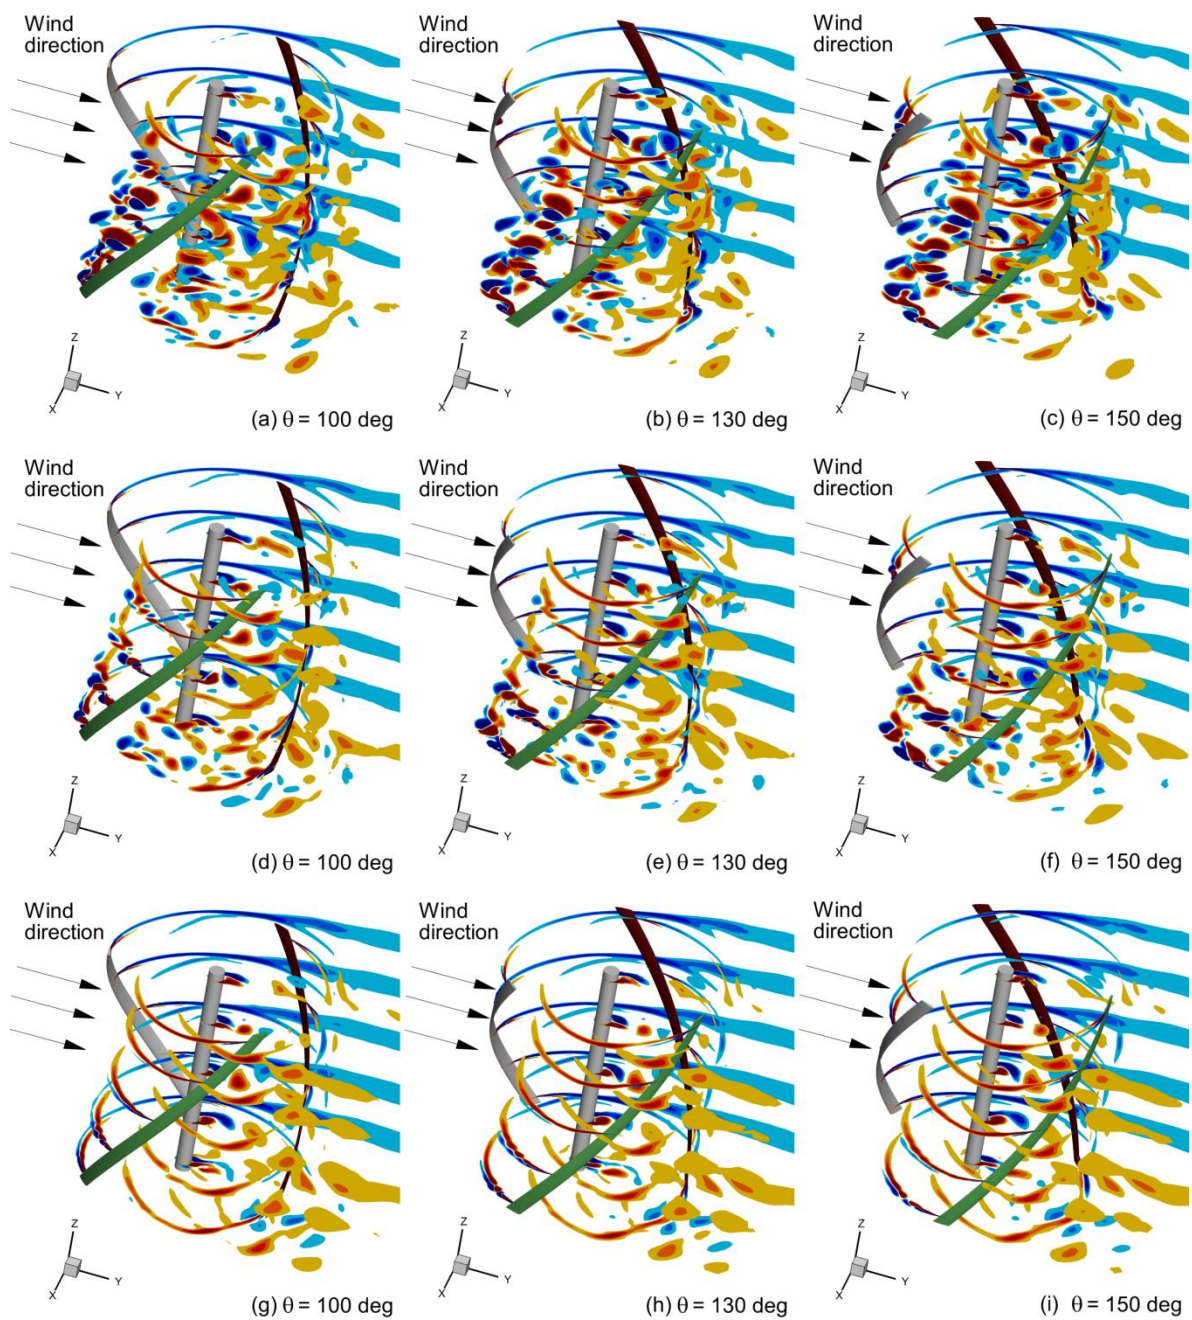 Wind
direction
Z
Y
X
(a) θ = 100 deg
Wind
direction
Z
Y
X
(b) θ = 130 deg
Wind
direction
Z
Y
X
(c) θ = 150 deg
Wind
direction
Z
Y
X
(d) θ = 100 deg
Wind
direction
Z
Y
X
(e) θ = 130 deg
Wind
direction
Z
Y
X
(f) θ = 150 deg
Wind
direction
Z
Y
X
(g) θ = 100 deg
Wind
direction
Z
Y
X
(h) θ = 130 deg
Wind
direction
Z
Y
X
(i) θ = 150 deg